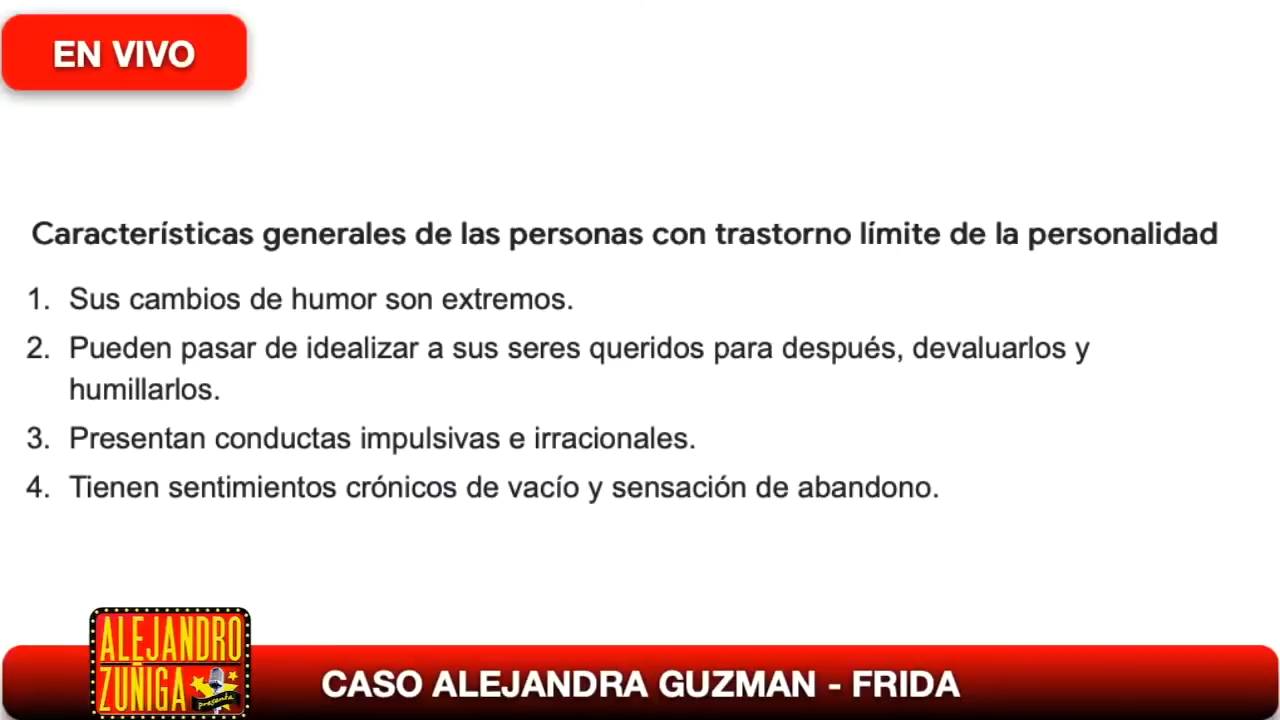 EN VIVO
Características generales de las personas con trastorno límite de la personalidad
1. Sus cambios de humor son extremos.
2. Pueden pasar de idealizar a sus seres queridos para después, devaluarlos y
humillarlos.
3. Presentan conductas impulsivas e irracionales.
4. Tienen sentimientos crónicos de vacío y sensación de abandono.
ALEJANDRO
ZUÑIGA
presenta
CASO ALEJANDRA GUZMAN - FRIDA